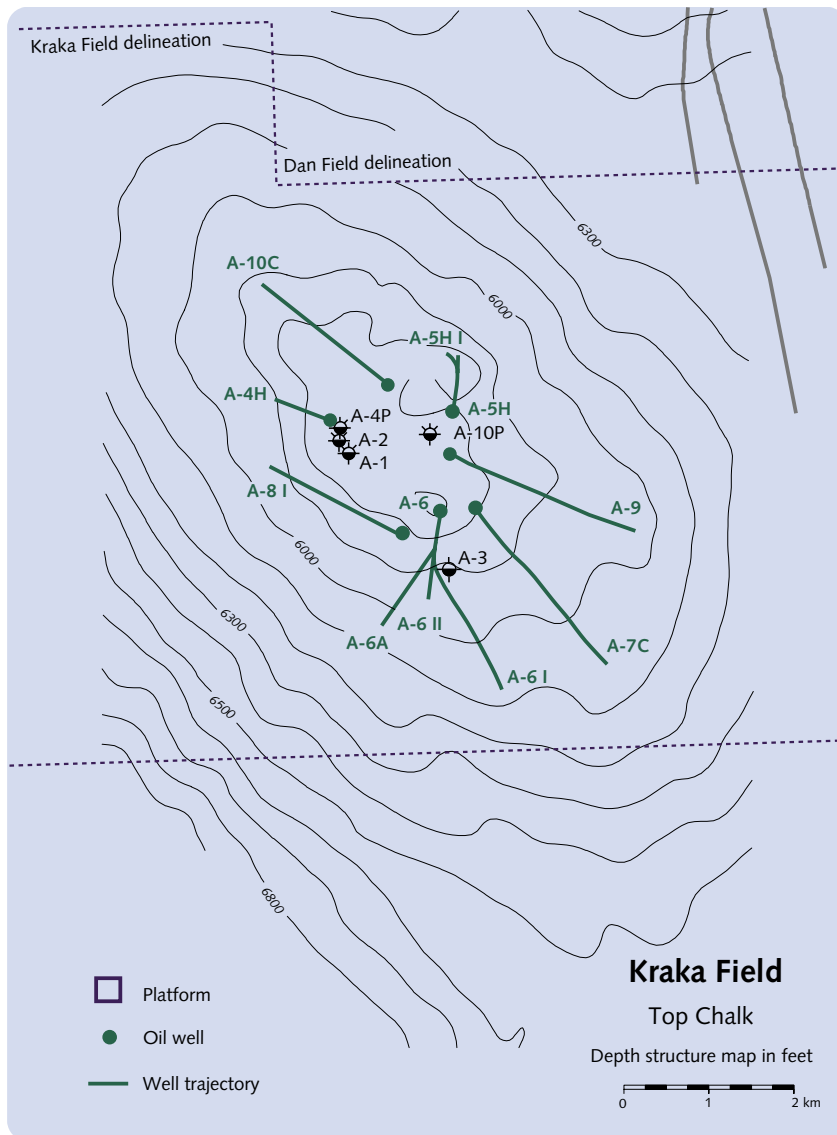 Kraka Field delineation
Dan Field delineation
6300
A-10C
6000
A-5H I
A-4H
A-4P
A-5H
A-2
A-10P
A-1
A-8 I
A-6
A-9
6000
A-3
6300
A-6 II
A-6A
A-7C
A-6 I
6500
6800
Kraka Field
Top Chalk
Depth structure map in feet
0 1 2 km
Platform
Oil well
Well trajectory